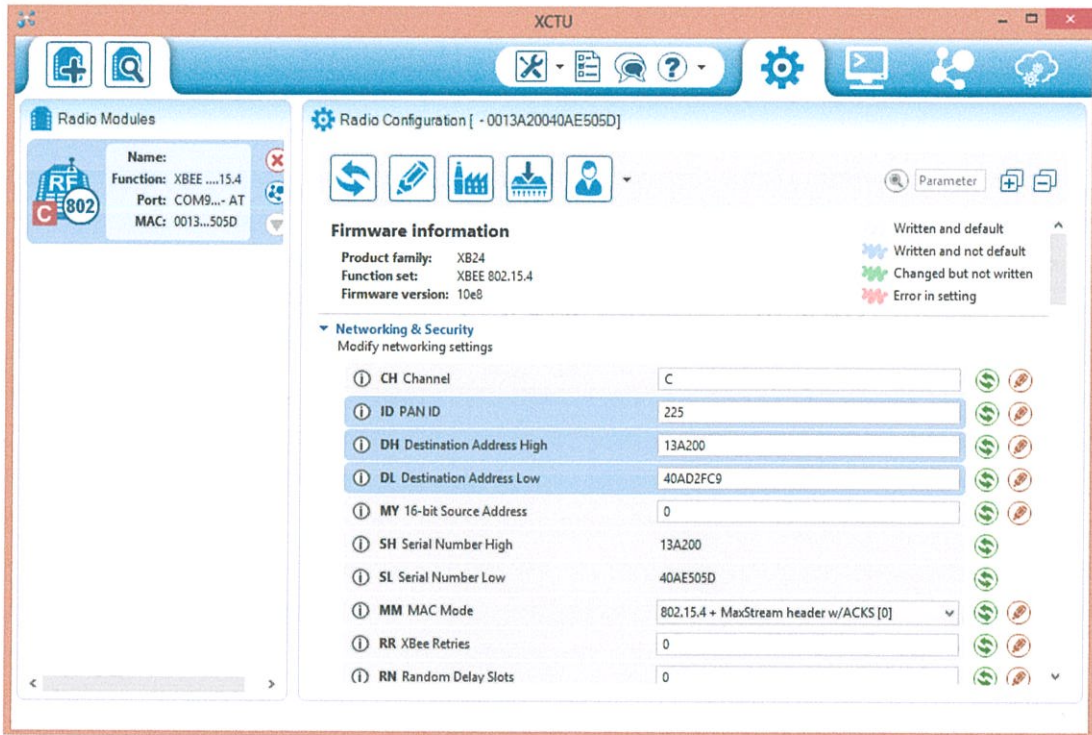 XCTU
Radio Modules
Name:
Function: XBEE ....15.4
Port: COM9...- AT
MAC: 0013...505D
RF
802
C
Radio Configuration [ - 0013A20040AE505D]
Parameter
Firmware information
Product family: XB24
Function set: XBEE 802.15.4
Firmware version: 10e8
Written and default
Written and not default
Changed but not written
Error in setting
Networking & Security
Modify networking settings
CH Channel C
ID PAN ID 225
DH Destination Address High 13A200
DL Destination Address Low 40AD2FC9
MY 16-bit Source Address 0
SH Serial Number High 13A200
SL Serial Number Low 40AE505D
MM MAC Mode 802.15.4 + MaxStream header w/ACKS [0]
RR XBee Retries 0
RN Random Delay Slots 0